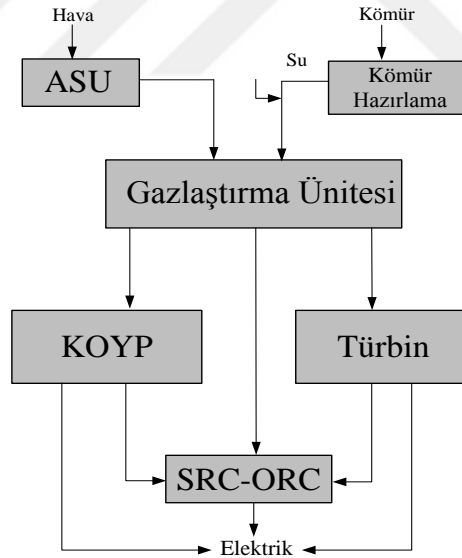 Hava
Kömür
ASU
Su
Kömür
Hazırlama
Gazlaştırma Ünitesi
KOYP
Türbin
SRC-ORC
Elektrik